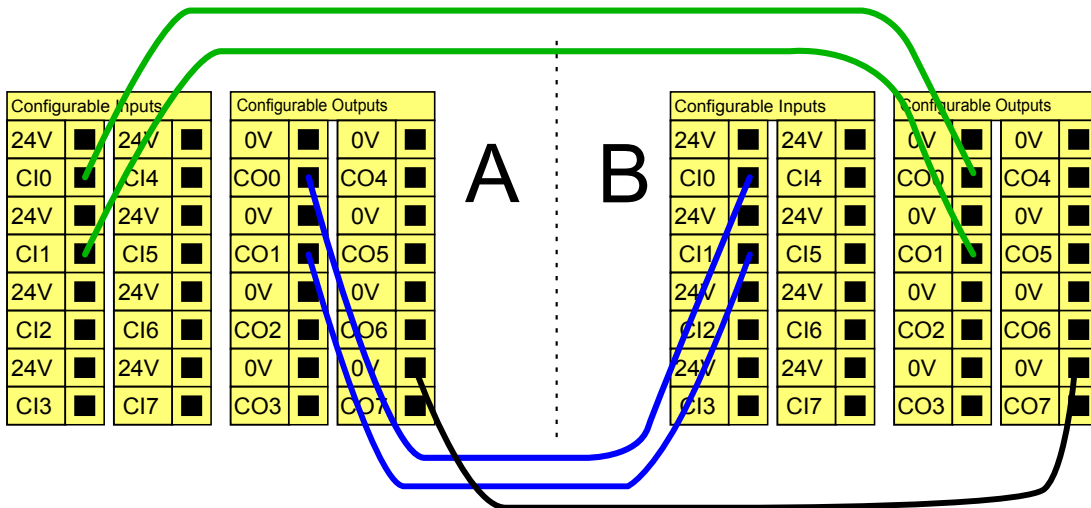 Configurable Inputs Configurable Outputs Configurable Inputs Configurable Outputs
24V 24V 0V 0V 24V 24V 0V 0V
CI0 CI4 CO0 CO4 A B CI0 CI4 CO0 CO4
24V 24V 0V 0V 24V 24V 0V 0V
CI1 CI5 CO1 CO5 CI1 CI5 CO1 CO5
24V 24V 0V 0V 24V 24V 0V 0V
CI2 CI6 CO2 CO6 CI2 CI6 CO2 CO6
24V 24V 0V 0V 24V 24V 0V 0V
CI3 CI7 CO3 CO7 CI3 CI7 CO3 CO7